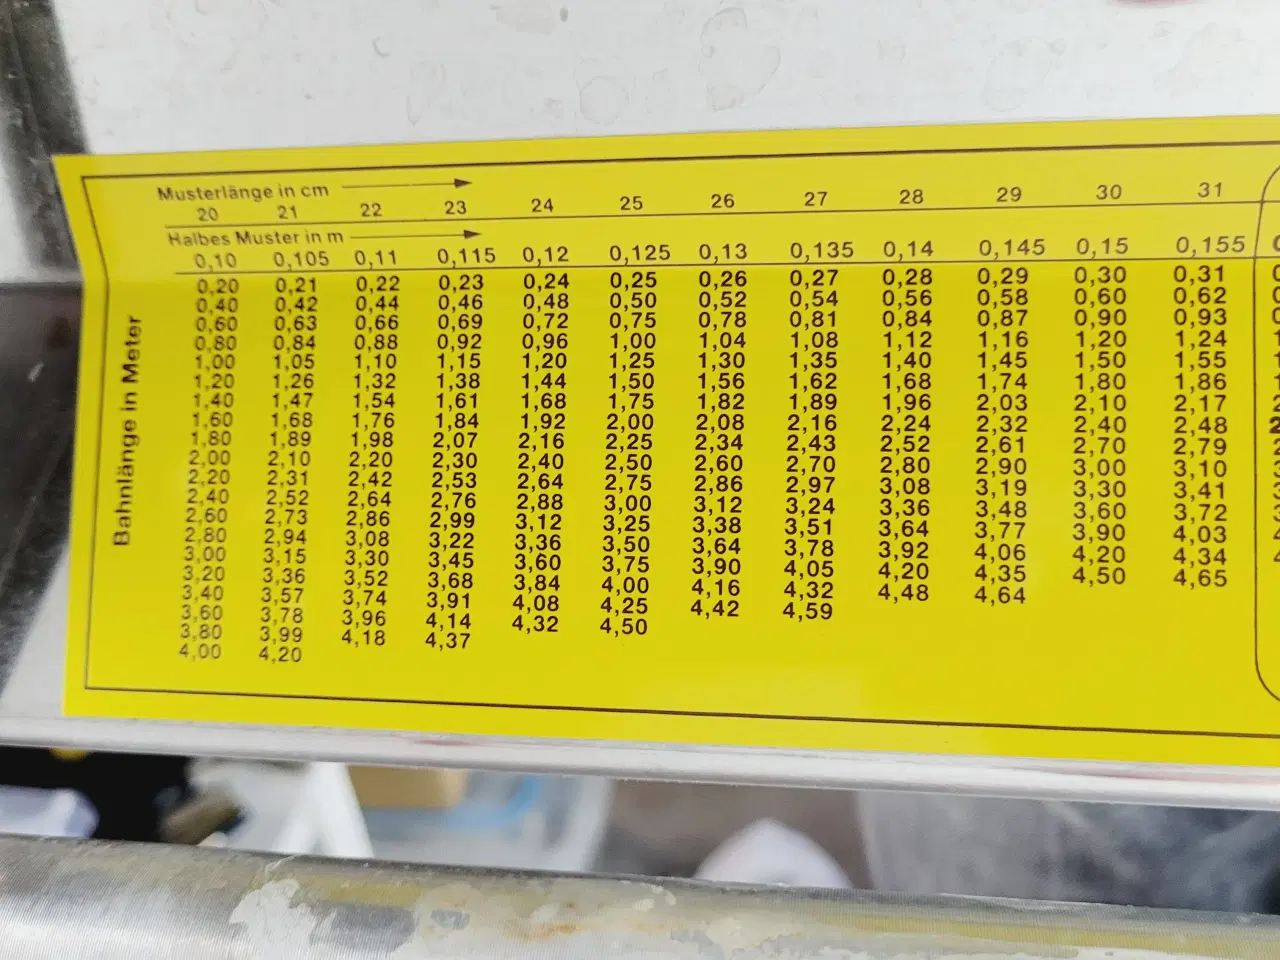 Musterlänge in cm
20 21 22 23 24 25 26 27 28 29 30 31
Halbes Muster in m
0,10 0,105 0,11 0,115 0,12 0,125 0,13 0,135 0,14 0,145 0,15 0,155
Bahnlänge in Meter
0,20 0,21 0,22 0,23 0,24 0,25 0,26 0,27 0,28 0,29 0,30 0,31
0,40 0,42 0,44 0,46 0,48 0,50 0,52 0,54 0,56 0,58 0,60 0,62
0,60 0,63 0,66 0,69 0,72 0,75 0,78 0,81 0,84 0,87 0,90 0,93
0,80 0,84 0,88 0,92 0,96 1,00 1,04 1,08 1,12 1,16 1,20 1,24
1,00 1,05 1,10 1,15 1,20 1,25 1,30 1,35 1,40 1,45 1,50 1,55
1,20 1,26 1,32 1,38 1,44 1,50 1,56 1,62 1,68 1,74 1,80 1,86
1,40 1,47 1,54 1,61 1,68 1,75 1,82 1,89 1,96 2,03 2,10 2,17
1,60 1,68 1,76 1,84 1,92 2,00 2,08 2,16 2,24 2,32 2,40 2,48
1,80 1,89 1,98 2,07 2,16 2,25 2,34 2,43 2,52 2,61 2,70 2,79
2,00 2,10 2,20 2,30 2,40 2,50 2,60 2,70 2,80 2,90 3,00 3,10
2,20 2,31 2,42 2,53 2,64 2,75 2,86 2,97 3,08 3,19 3,30 3,41
2,40 2,52 2,64 2,76 2,88 3,00 3,12 3,24 3,36 3,48 3,60 3,72
2,60 2,73 2,86 2,99 3,12 3,25 3,38 3,51 3,64 3,77 3,90 4,03
2,80 2,94 3,08 3,22 3,36 3,50 3,64 3,78 3,92 4,06 4,20 4,34
3,00 3,15 3,30 3,45 3,60 3,75 3,90 4,05 4,20 4,35 4,50 4,65
3,20 3,36 3,52 3,68 3,84 4,00 4,16 4,32 4,48 4,64
3,40 3,57 3,74 3,91 4,08 4,25 4,42 4,59
3,60 3,78 3,96 4,14 4,32 4,50
3,80 3,99 4,18 4,37
4,00 4,20